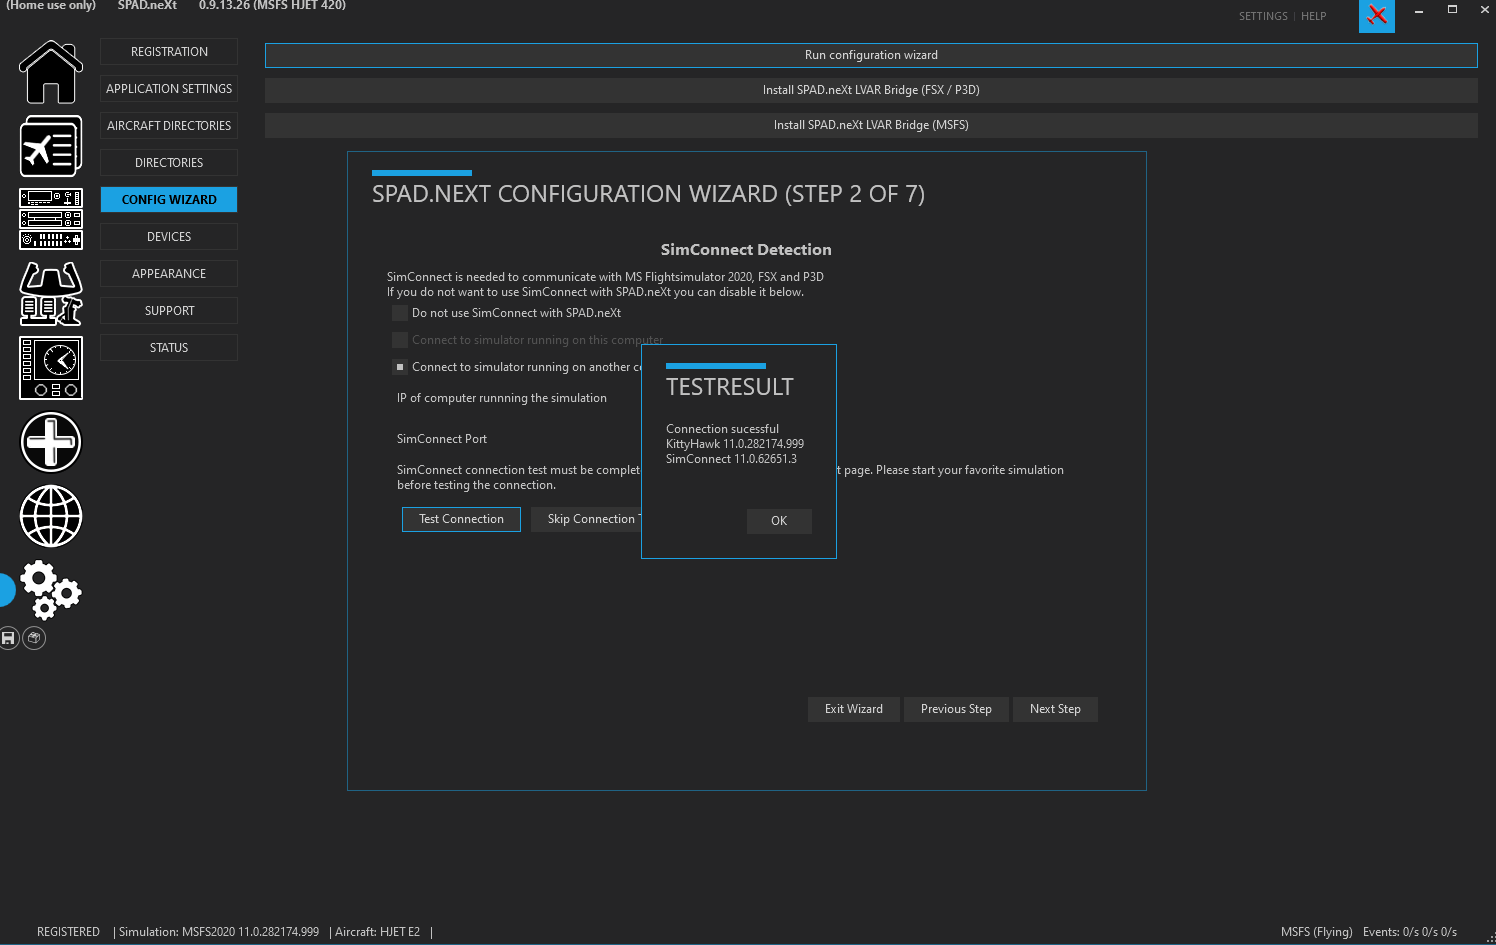 (Home use only) SPAD.neXt 0.9.13.26 (MSFS HJET 420)
SETTINGS | HELP
REGISTRATION
APPLICATION SETTINGS
AIRCRAFT DIRECTORIES
DIRECTORIES
CONFIG WIZARD
DEVICES
APPEARANCE
SUPPORT
STATUS
Run configuration wizard
Install SPAD.neXt LVAR Bridge (FSX / P3D)
Install SPAD.neXt LVAR Bridge (MSFS)
SPAD.NEXT CONFIGURATION WIZARD (STEP 2 OF 7)
SimConnect Detection
SimConnect is needed to communicate with MS Flightsimulator 2020, FSX and P3D
If you do not want to use SimConnect with SPAD.neXt you can disable it below.
Do not use SimConnect with SPAD.neXt
Connect to simulator running on this computer
Connect to simulator running on another c
IP of computer runnning the simulation
SimConnect Port
SimConnect connection test must be complet t page. Please start your favorite simulation
before testing the connection.
Test Connection Skip Connection T
TESTRESULT
Connection sucessful
KittyHawk 11.0.282174.999
SimConnect 11.0.62651.3
OK
Exit Wizard Previous Step Next Step
REGISTERED | Simulation: MSFS2020 11.0.282174.999 | Aircraft: HJET E2 |
MSFS (Flying) Events: 0/s 0/s 0/s